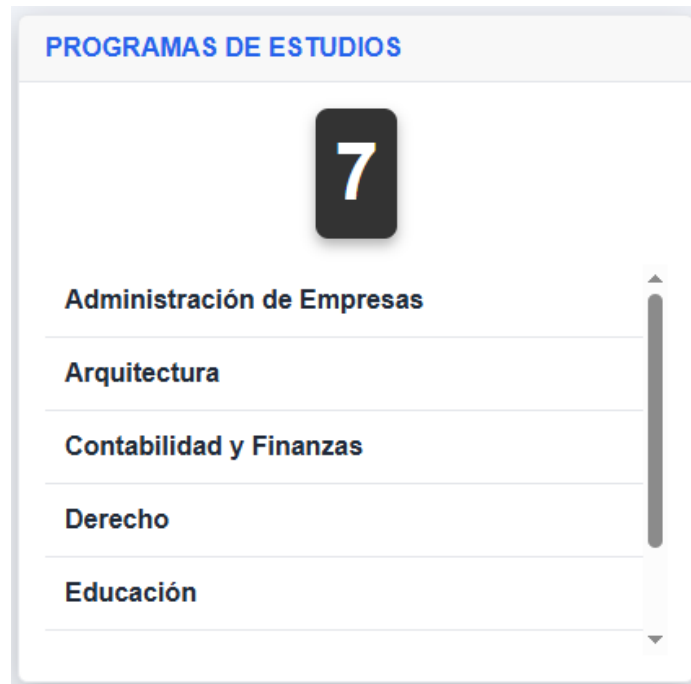 PROGRAMAS DE ESTUDIOS
7
Administración de Empresas
Arquitectura
Contabilidad y Finanzas
Derecho
Educación